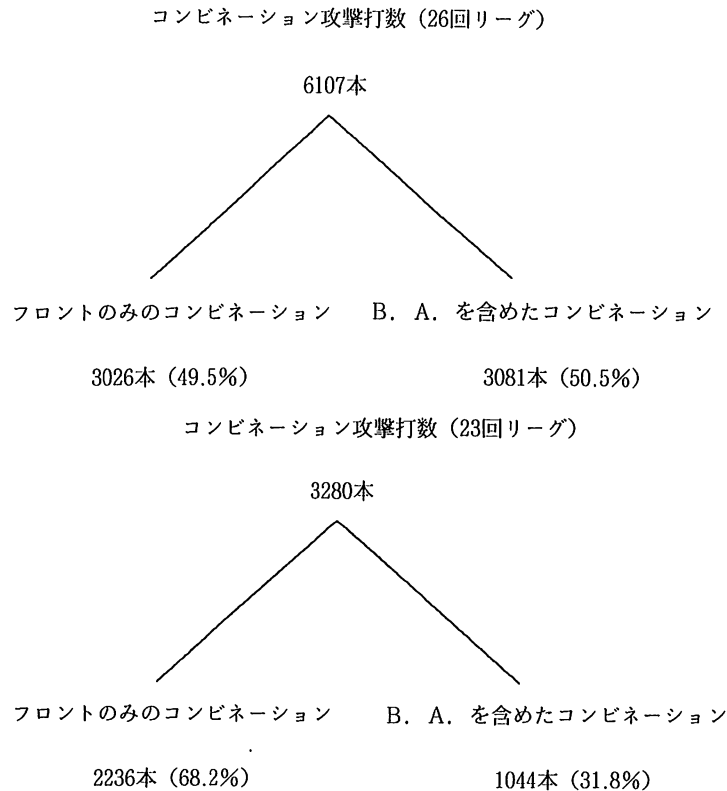 コンビネーション攻撃打数（26回リーグ）
6107本
フロントのみのコンビネーション　B．A．を含めたコンビネーション
3026本（49.5%）　3081本（50.5%）
コンビネーション攻撃打数（23回リーグ）
3280本
フロントのみのコンビネーション　B．A．を含めたコンビネーション
2236本（68.2%）　1044本（31.8%）